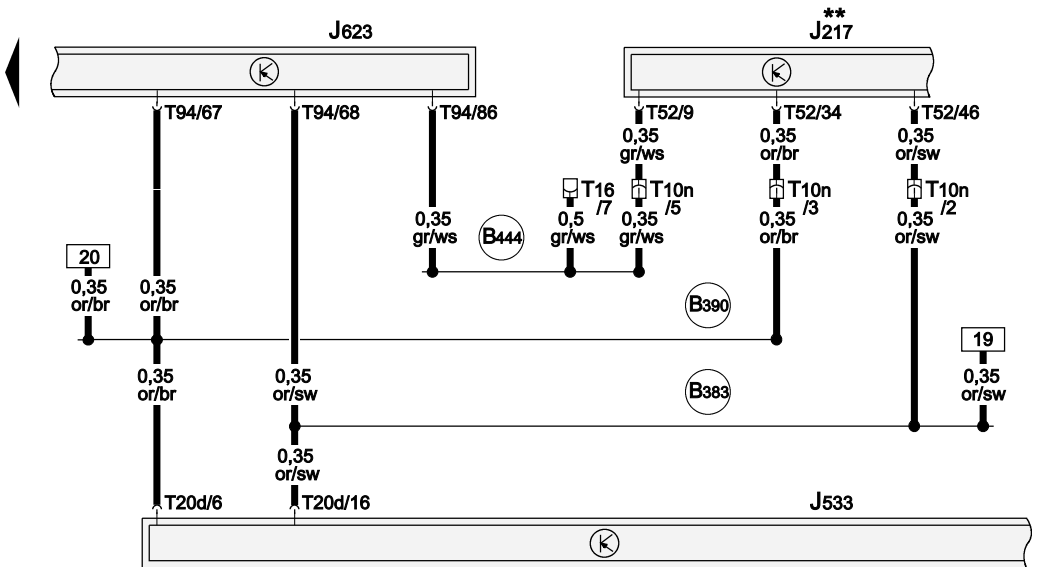 J623
**
J217
T94/67
T94/68
T94/86
T52/9
T52/34
T52/46
0,35
gr/ws
0,35
or/br
0,35
or/sw
T16
/7
T10n
/5
T10n
/3
T10n
/2
0,35
gr/ws
B444
0,5
gr/ws
0,35
gr/ws
0,35
or/br
0,35
or/sw
20
0,35
or/br
0,35
or/br
B390
19
0,35
or/br
0,35
or/sw
B383
0,35
or/sw
0,35
or/sw
T20d/6
T20d/16
J533